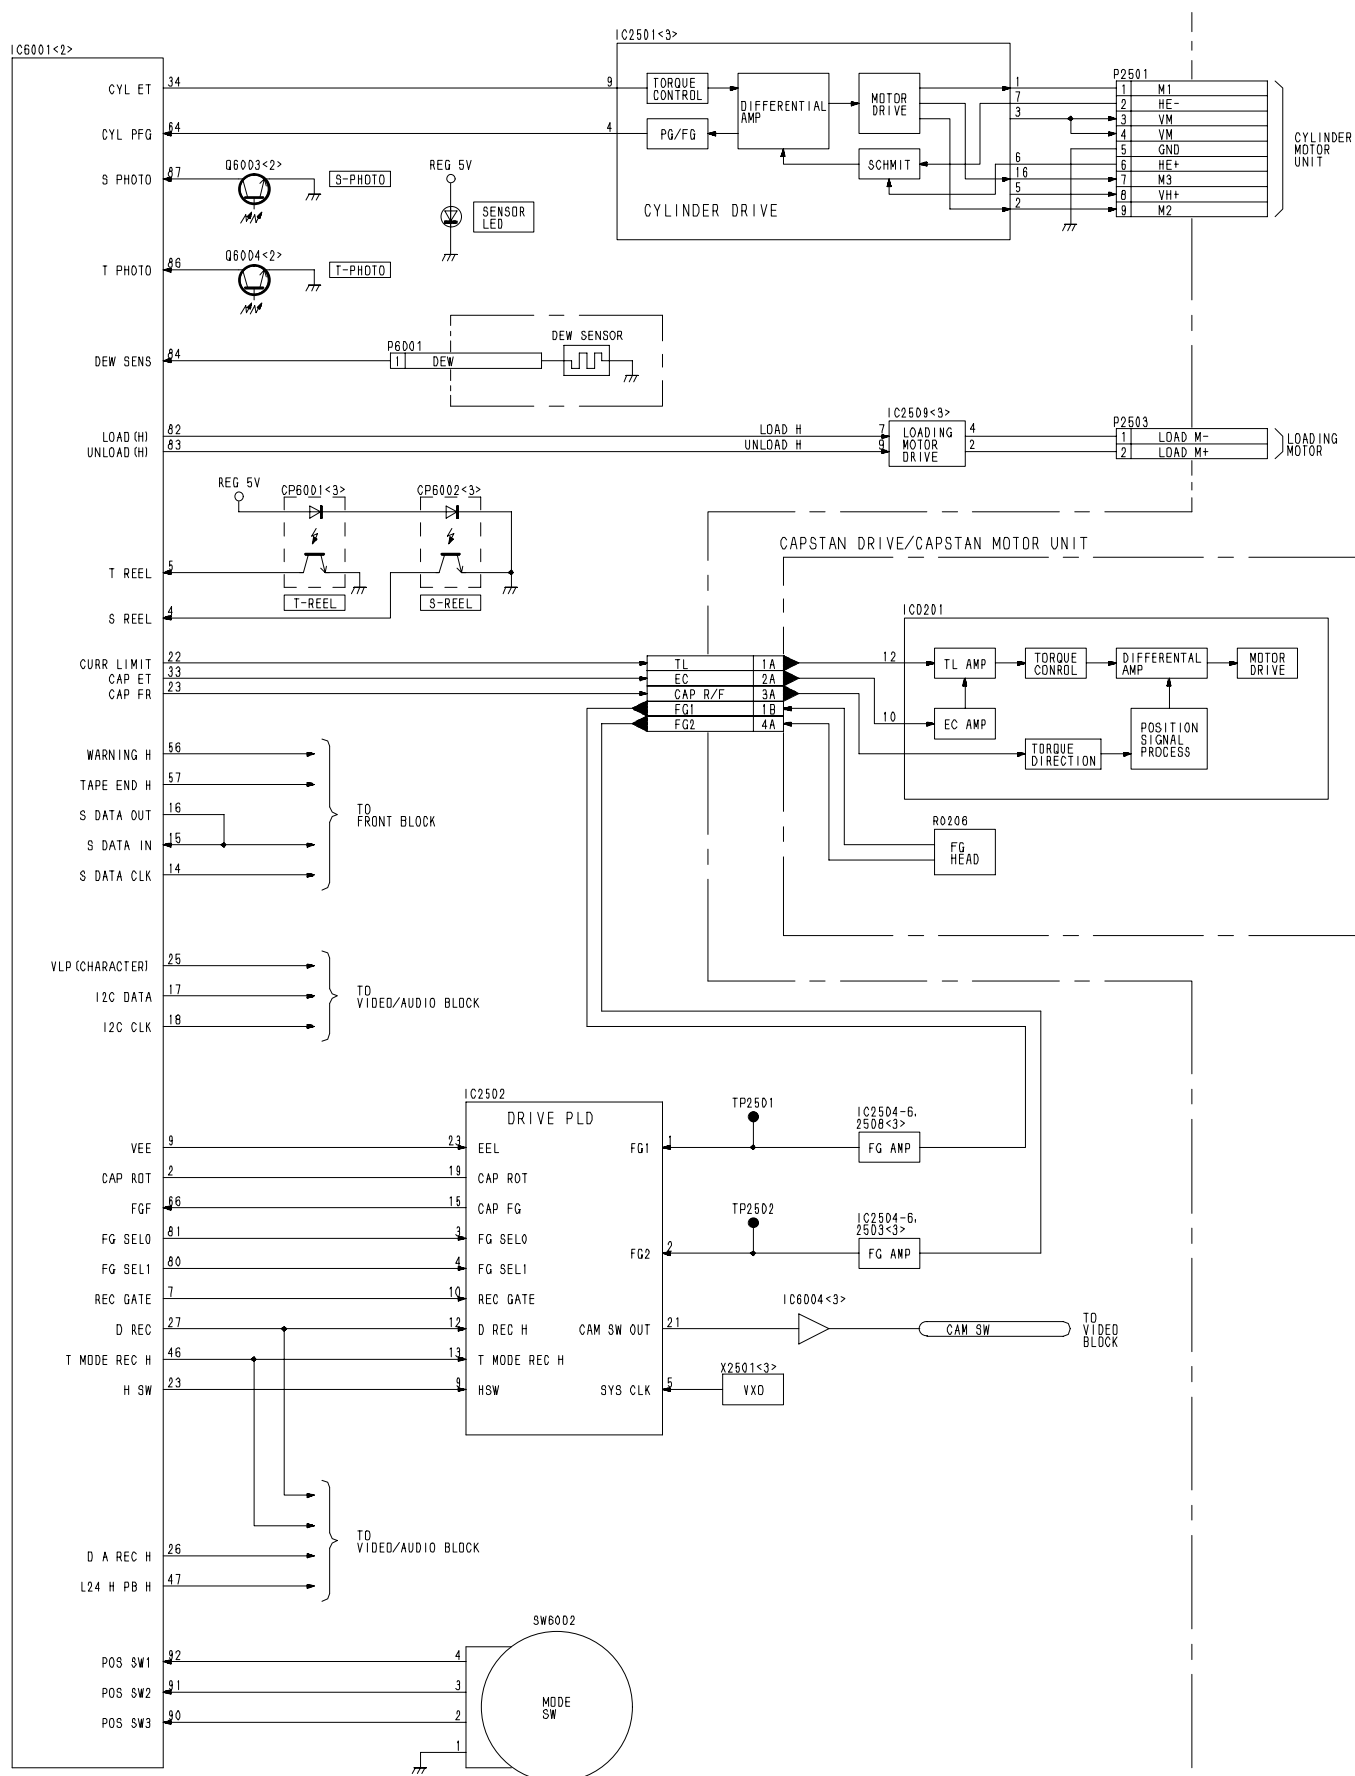 IC6001<2>
CYL ET 34
CYL PFG 64
S PHOTO 87
T PHOTO 86
DEW SENS 84
LOAD(H) 82
UNLOAD(H) 83
T REEL 5
S REEL 4
CURR LIMIT 22
CAP ET 33
CAP FR 23
WARNING H 56
TAPE END H 57
S DATA OUT 16
S DATA IN 15
S DATA CLK 14
VLP(CHARACTER) 25
I2C DATA 17
I2C CLK 18
VEE 9
CAP ROT 2
FGF 66
FG SEL0 81
FG SEL1 80
REC GATE 7
D REC 27
T MODE REC H 46
H SW 23
D A REC H 26
L24 H PB H 47
POS SW1 92
POS SW2 91
POS SW3 90
Q6003<2>
S-PHOTO
REG 5V
SENSOR
LED
Q6004<2>
T-PHOTO
IC2501<3>
9
TORQUE
CONTROL
DIFFERENTIAL
AMP
MOTOR
DRIVE
4
PG/FG
SCHMIT
CYLINDER DRIVE
1
7
3
6
16
5
2
P2501
1 M1
2 HE-
3 VM
4 VM
5 GND
6 HE+
7 M3
8 VH+
9 M2
CYLINDER
MOTOR
UNIT
P6001
1 DEW
DEW SENSOR
LOAD H 7
UNLOAD H 9
IC2509<3>
LOADING
MOTOR
DRIVE
4
2
P2503
1 LOAD M-
2 LOAD M+
LOADING
MOTOR
REG 5V
CP6001<3>
CP6002<3>
T-REEL
S-REEL
CAPSTAN DRIVE/CAPSTAN MOTOR UNIT
TL 1A
EC 2A
CAP R/F 3A
FG1 1B
FG2 4A
IC0201
12
TL AMP
TORQUE
CONROL
DIFFERENTIAL
AMP
MOTOR
DRIVE
10
EC AMP
TORQUE
DIRECTION
POSITION
SIGNAL
PROCESS
R0206
FG
HEAD
TO
FRONT BLOCK
TO
VIDEO/AUDIO BLOCK
IC2502
DRIVE PLD
23 EEL
19 CAP ROT
15 CAP FG
3 FG SEL0
4 FG SEL1
10 REC GATE
12 D REC H
13 T MODE REC H
9 HSW
FG1 1
FG2 2
CAM SW OUT 21
SYS CLK 5
TP2501
IC2504-6,
2508<3>
FG AMP
TP2502
IC2504-6,
2503<3>
FG AMP
IC6004<3>
CAM SW
TO
VIDEO
BLOCK
X2501<3>
VXO
TO
VIDEO/AUDIO BLOCK
SW6002
4
3
2
1
MODE
SW